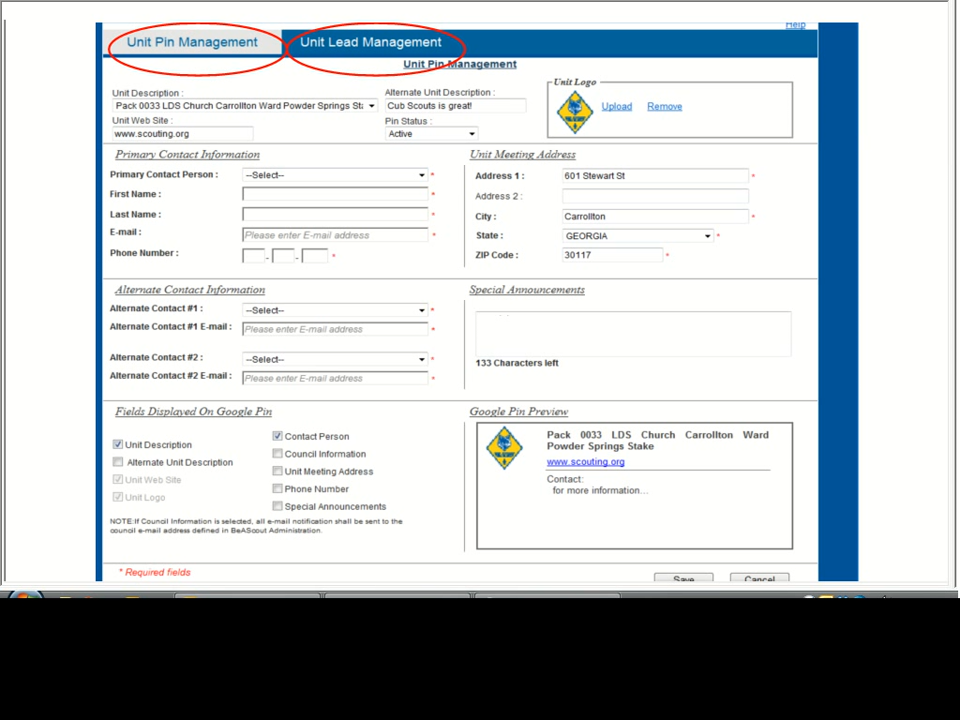 Help
Unit Pin Management
Unit Lead Management
Unit Pin Management
Unit Description :
Pack 0033 LDS Church Carrollton Ward Powder Springs Sta
Alternate Unit Description :
Cub Scouts is great!
Unit Web Site :
www.scouting.org
Pin Status :
Active
Unit Logo
Upload Remove
Primary Contact Information
Primary Contact Person : --Select-- *
First Name : *
Last Name : *
E-mail : Please enter E-mail address *
Phone Number : - - *
Unit Meeting Address
Address 1 : 601 Stewart St *
Address 2 :
City : Carrollton *
State : GEORGIA *
ZIP Code : 30117 *
Alternate Contact Information
Alternate Contact #1 : --Select-- *
Alternate Contact #1 E-mail : Please enter E-mail address *
Alternate Contact #2 : --Select-- *
Alternate Contact #2 E-mail : Please enter E-mail address *
Special Announcements
133 Characters left
Fields Displayed On Google Pin
Unit Description
Alternate Unit Description
Unit Web Site
Unit Logo
Contact Person
Council Information
Unit Meeting Address
Phone Number
Special Announcements
NOTE:If Council Information is selected, all e-mail notification shall be sent to the
council e-mail address defined in BeAScout Administration.
Google Pin Preview
Pack 0033 LDS Church Carrollton Ward
Powder Springs Stake
www.scouting.org
Contact:
for more information...
* Required fields
Save Cancel